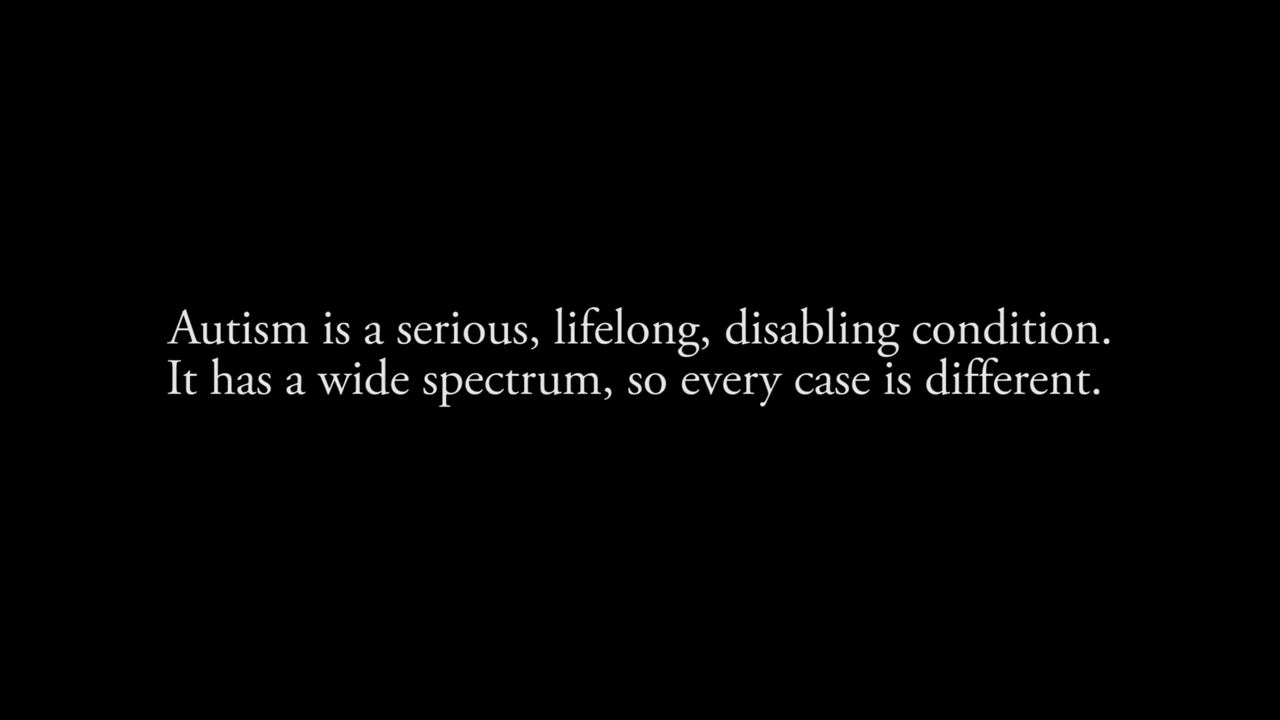 Autism is a serious, lifelong, disabling condition.
It has a wide spectrum, so every case is different.